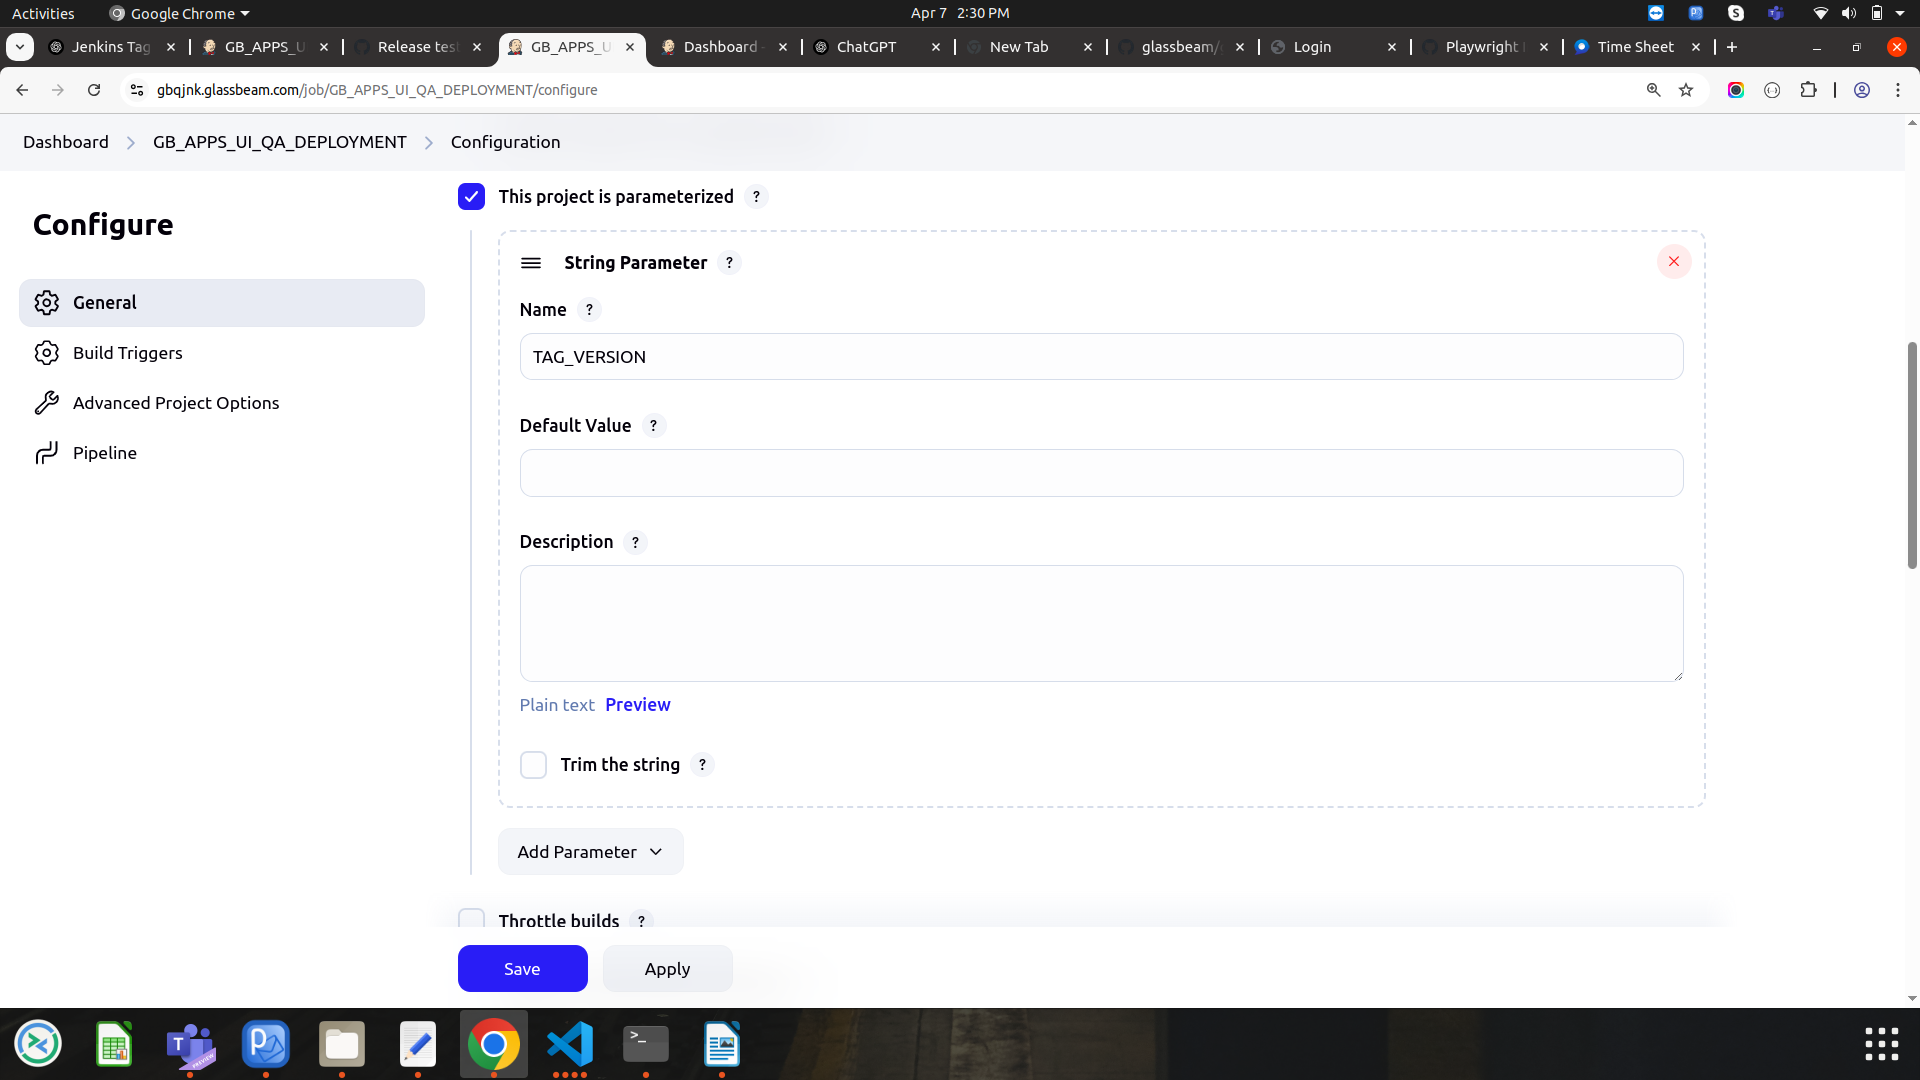 Activities
Google Chrome
Apr 7 2:30 PM
Jenkins Tag
GB_APPS_U
Release test
GB_APPS_U
Dashboard -
ChatGPT
New Tab
glassbeam/
Login
Playwright
Time Sheet
gbqjnk.glassbeam.com/job/GB_APPS_UI_QA_DEPLOYMENT/configure
Dashboard
GB_APPS_UI_QA_DEPLOYMENT
Configuration
Configure
General
Build Triggers
Advanced Project Options
Pipeline
This project is parameterized ?
String Parameter ?
Name ?
TAG_VERSION
Default Value ?
Description ?
Plain text Preview
Trim the string ?
Add Parameter
Throttle builds ?
Save
Apply